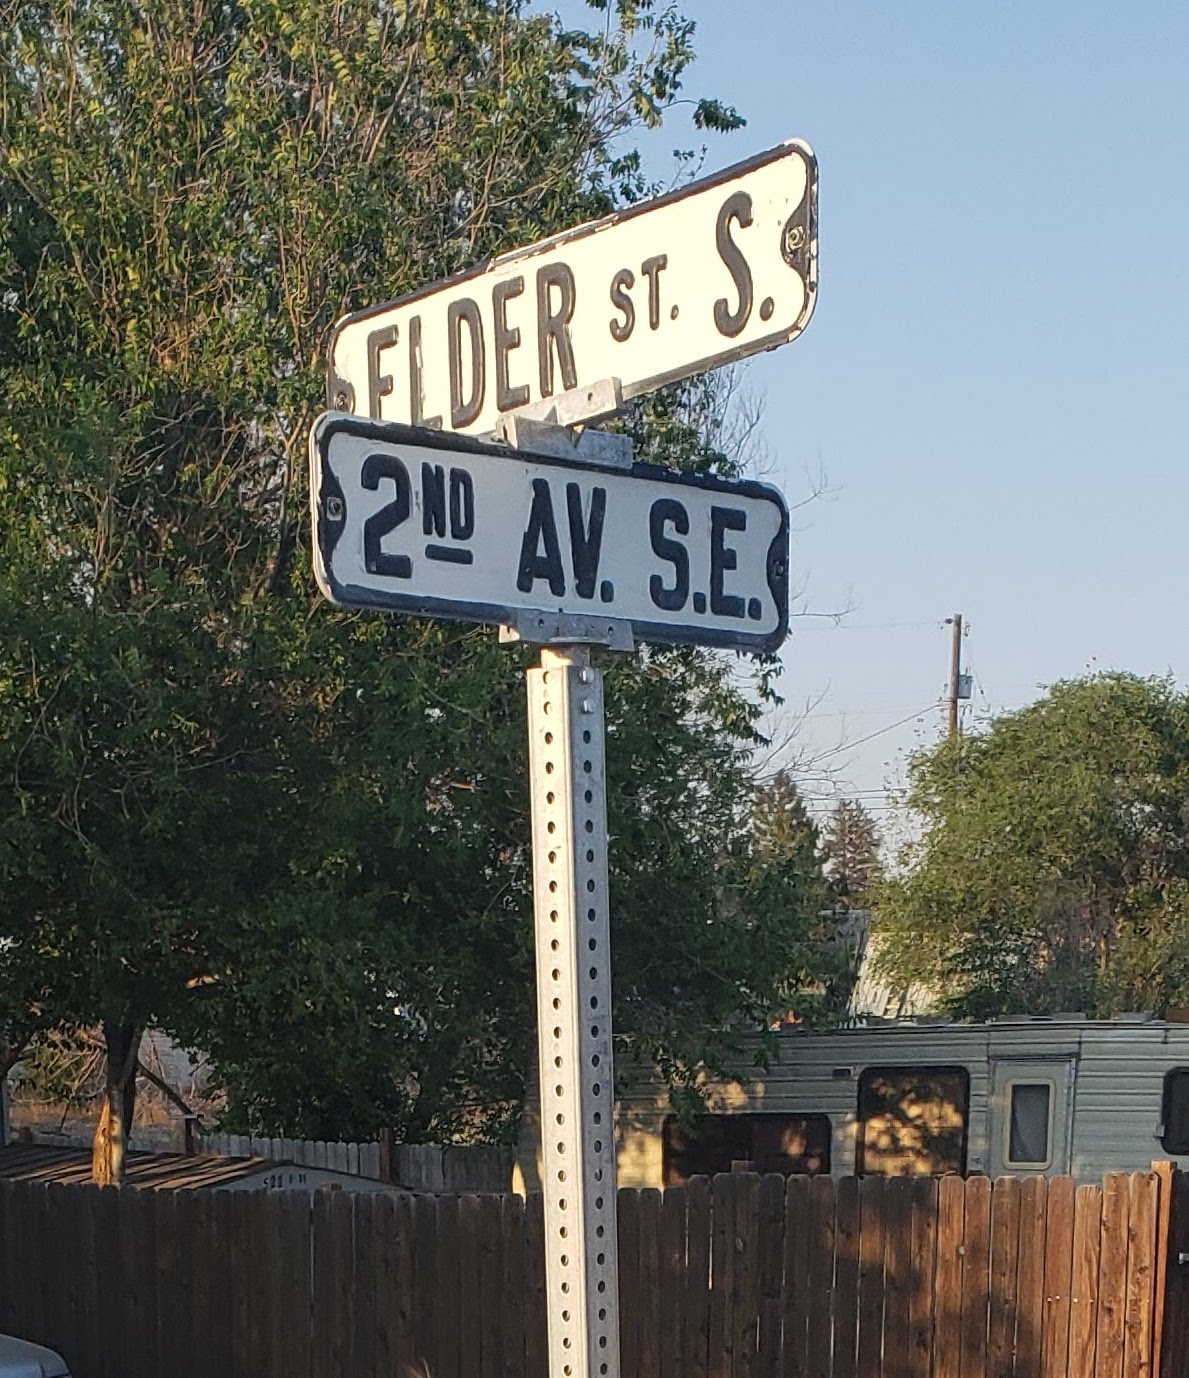 ELDER ST. S.
2ND AV. S.E.